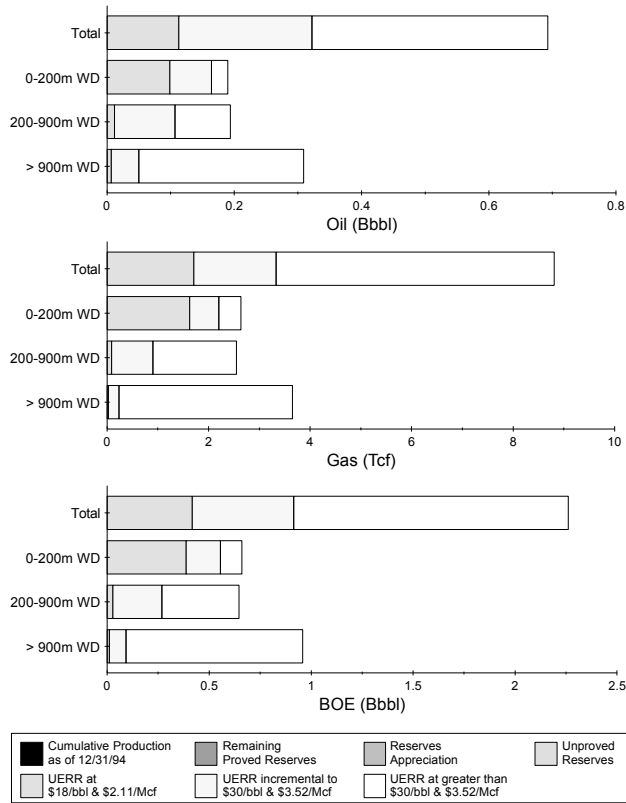 Total
0-200m WD
200-900m WD
> 900m WD
0 0.2 0.4 0.6 0.8
Oil (Bbbl)
Total
0-200m WD
200-900m WD
> 900m WD
0 2 4 6 8 10
Gas (Tcf)
Total
0-200m WD
200-900m WD
> 900m WD
0 0.5 1 1.5 2 2.5
BOE (Bbbl)
Cumulative Production
as of 12/31/94
Remaining
Proved Reserves
Reserves
Appreciation
Unproved
Reserves
UERR at
$18/bbl & $2.11/Mcf
UERR incremental to
$30/bbl & $3.52/Mcf
UERR at greater than
$30/bbl & $3.52/Mcf